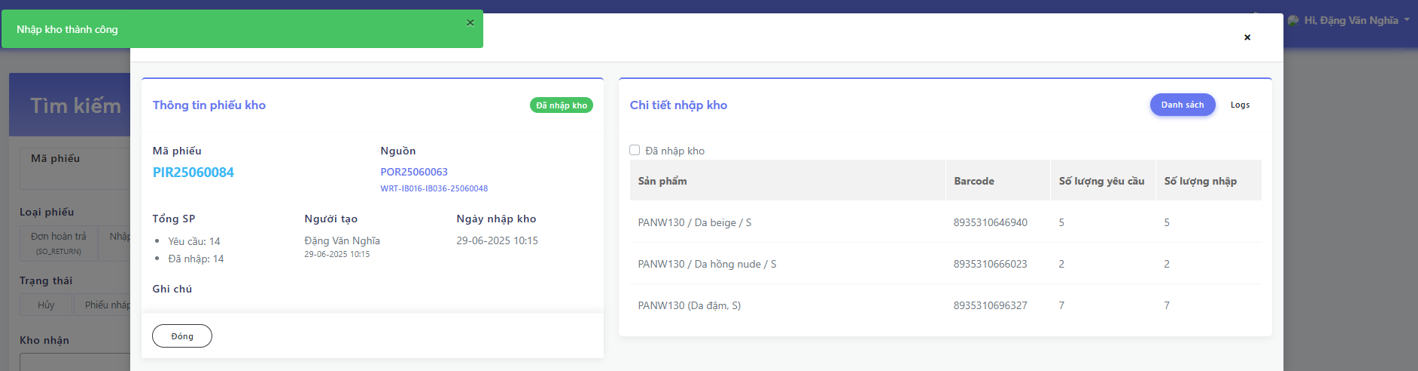 Nhập kho thành công
×
Hi, Đặng Văn Nghĩa
×
Tìm kiếm
Mã phiếu
Loại phiếu
Đơn hoàn trả
(SO_RETURN)
Nhập
Trạng thái
Hủy
Phiếu nháp
Kho nhận
Thông tin phiếu kho
Đã nhập kho
Mã phiếu
Nguồn
PIR25060084
POR25060063
WRT-IB016-IB036-25060048
Tổng SP
Người tạo
Ngày nhập kho
Yêu cầu: 14
Đã nhập: 14
Đặng Văn Nghĩa
29-06-2025 10:15
29-06-2025 10:15
Ghi chú
Đóng
Chi tiết nhập kho
Danh sách
Logs
Đã nhập kho
Sản phẩm Barcode Số lượng yêu cầu Số lượng nhập
PANW130 / Da beige / S 8935310646940 5 5
PANW130 / Da hồng nude / S 8935310666023 2 2
PANW130 (Da đậm, S) 8935310696327 7 7